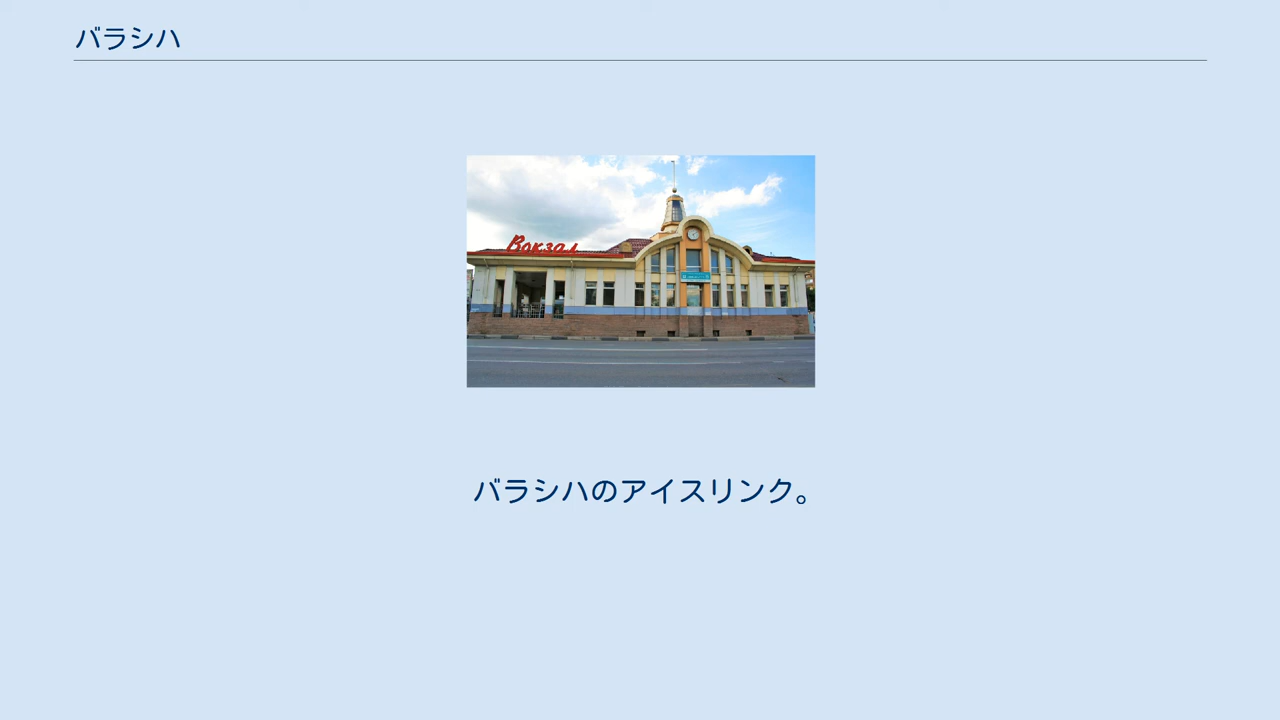 バラシハ
Вокзал
バラシハのアイスリンク。